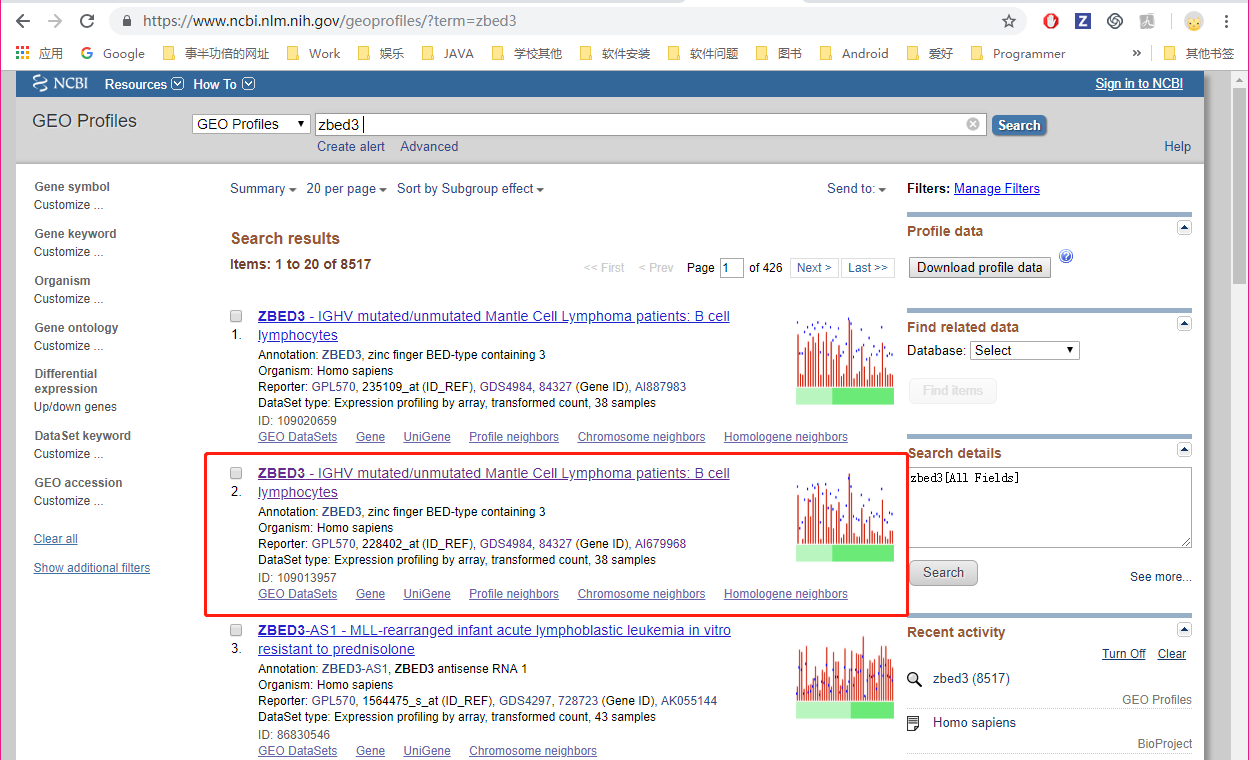 https://www.ncbi.nlm.nih.gov/geoprofiles/?term=zbed3
应用 Google 事半功倍的网址 Work 娱乐 JAVA 学校其他 软件安装 软件问题 图书 Android 爱好 Programmer » 其他书签
NCBI Resources How To Sign in to NCBI
GEO Profiles GEO Profiles zbed3 Search
Create alert Advanced Help
Gene symbol
Customize ...
Gene keyword
Customize ...
Organism
Customize ...
Gene ontology
Customize ...
Differential
expression
Up/down genes
DataSet keyword
Customize ...
GEO accession
Customize ...
Clear all
Show additional filters
Summary 20 per page Sort by Subgroup effect Send to:
Search results
Items: 1 to 20 of 8517
<< First < Prev Page 1 of 426 Next > Last >>
ZBED3 - IGHV mutated/unmutated Mantle Cell Lymphoma patients: B cell
1. lymphocytes
Annotation: ZBED3, zinc finger BED-type containing 3
Organism: Homo sapiens
Reporter: GPL570, 235109_at (ID_REF), GDS4984, 84327 (Gene ID), AI887983
DataSet type: Expression profiling by array, transformed count, 38 samples
ID: 109020659
GEO DataSets Gene UniGene Profile neighbors Chromosome neighbors Homologene neighbors
ZBED3 - IGHV mutated/unmutated Mantle Cell Lymphoma patients: B cell
2. lymphocytes
Annotation: ZBED3, zinc finger BED-type containing 3
Organism: Homo sapiens
Reporter: GPL570, 228402_at (ID_REF), GDS4984, 84327 (Gene ID), AI679968
DataSet type: Expression profiling by array, transformed count, 38 samples
ID: 109013957
GEO DataSets Gene UniGene Profile neighbors Chromosome neighbors Homologene neighbors
ZBED3-AS1 - MLL-rearranged infant acute lymphoblastic leukemia in vitro
3. resistant to prednisolone
Annotation: ZBED3-AS1, ZBED3 antisense RNA 1
Organism: Homo sapiens
Reporter: GPL570, 1564475_s_at (ID_REF), GDS4297, 728723 (Gene ID), AK055144
DataSet type: Expression profiling by array, transformed count, 43 samples
ID: 86830546
GEO DataSets Gene UniGene Chromosome neighbors
Filters: Manage Filters
Profile data
Download profile data ?
Find related data
Database: Select
Find items
Search details
zbed3[All Fields]
Search See more...
Recent activity
Turn Off Clear
zbed3 (8517)
GEO Profiles
Homo sapiens
BioProject